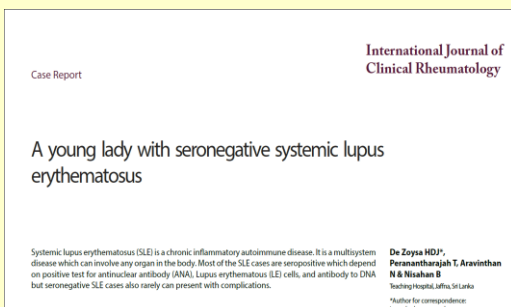 International Journal of
Clinical Rheumatology
Case Report
A young lady with seronegative systemic lupus
erythematosus
Systemic lupus erythematosus (SLE) is a chronic inflammatory autoimmune disease. It is a multisystem
disease which can involve any organ in the body. Most of the SLE cases are seropositive which depend
on positive test for antinuclear antibody (ANA), Lupus erythematous (LE) cells, and antibody to DNA
but seronegative SLE cases also rarely can present with complications.
De Zoysa HDJ*,
Peranantharajah T, Aravinthan
N & Nisahan B
Teaching Hospital, Jaffna, Sri Lanka
*Author for correspondence: